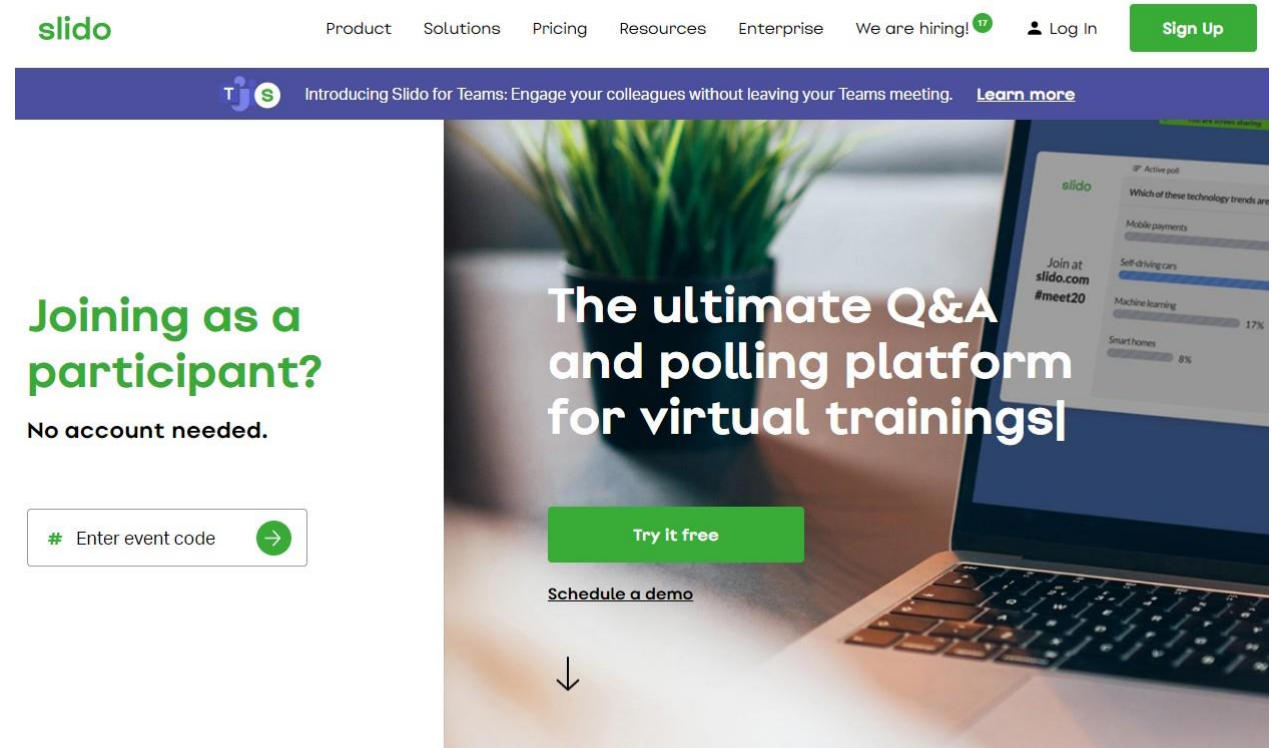 slido
Product Solutions Pricing Resources Enterprise We are hiring! 17 Log In Sign Up
Introducing Slido for Teams: Engage your colleagues without leaving your Teams meeting. Learn more
Joining as a
participant?
No account needed.
# Enter event code
The ultimate Q&A
and polling platform
for virtual trainings|
Try it free
Schedule a demo
slido
Join at
slido.com
#meet20
Active poll
Which of these technology trends are
Mobile payments
Self-driving cars
Machine learning
17%
Smart homes
8%